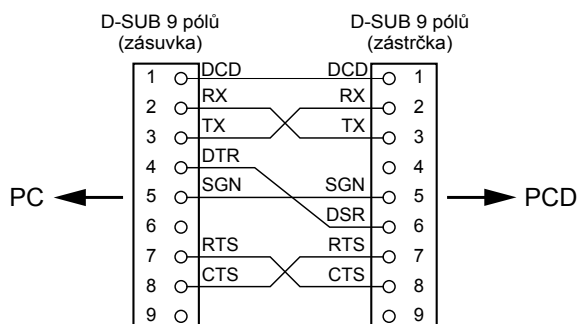 D-SUB 9 pólů D-SUB 9 pólů
(zásuvka) (zástrčka)
1 DCD DCD 1
2 RX RX 2
3 TX TX 3
4 DTR 4
PC 5 SGN SGN 5 PCD
6 DSR 6
7 RTS RTS 7
8 CTS CTS 8
9 9